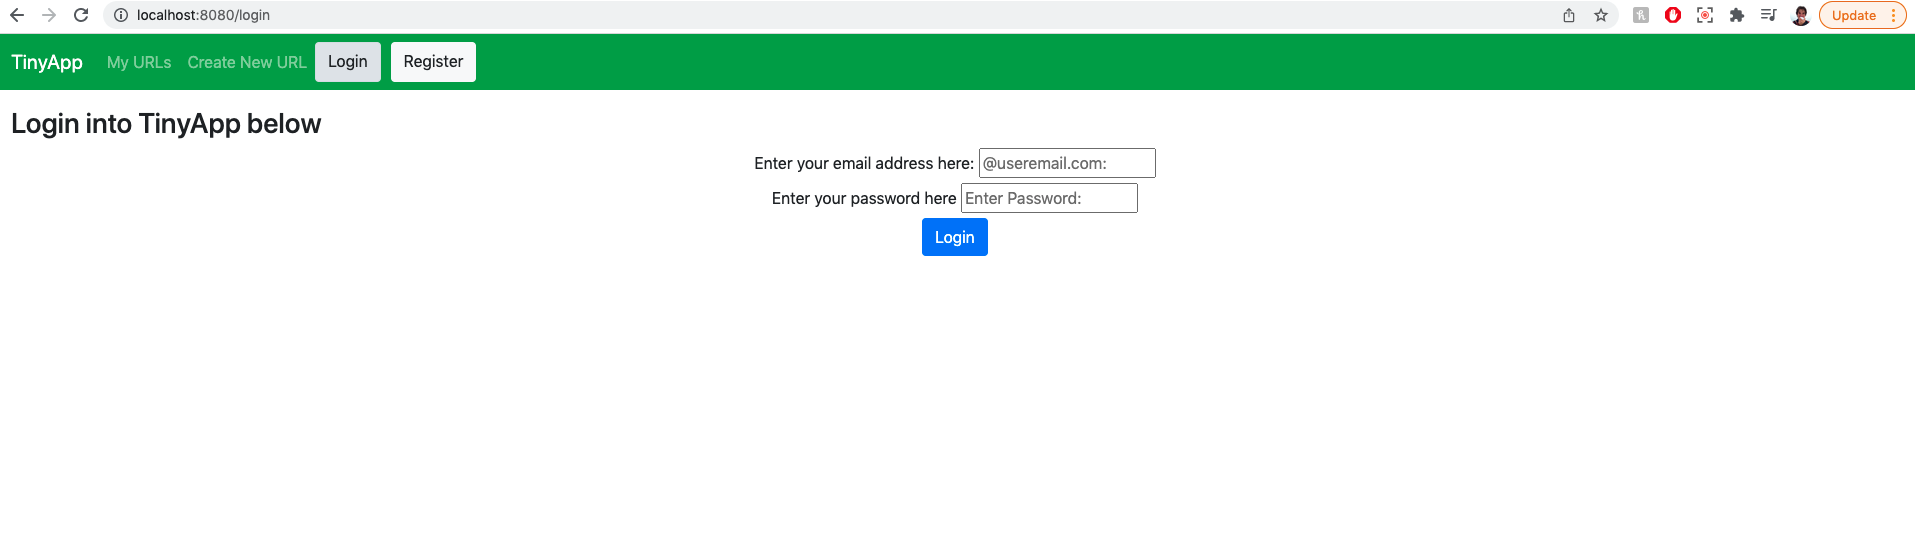 localhost:8080/login
Update
TinyApp My URLs Create New URL Login Register
Login into TinyApp below
Enter your email address here: @useremail.com:
Enter your password here Enter Password:
Login